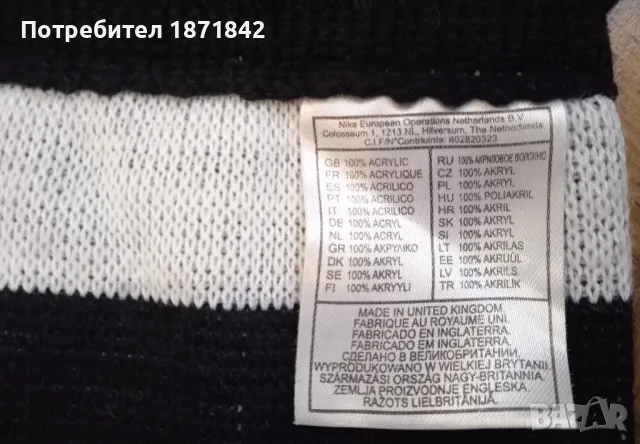 Потребител 1871842
Nike European Operations Netherlands B.V.
Colosseum 1, 1213 NL, Hilversum, The Netherlands
C.I F/N°Contriuinte: 602820323
GB 100% ACRYLIC
FR 100% ACRYLIQUE
ES 100% ACRILICO
PT 100% ACRILICO
IT 100% ACRILICO
DE 100% ACRYL
NL 100% ACRYL
GR 100% ΑΚΡΥΛΙΚΟ
DK 100% AKRYL
SE 100% AKRYL
FI 100% AKRYYLI
RU 100% АКРИЛОВОЕ ВОЛОКНО
CZ 100% AKRYL
PL 100% AKRYL
HU 100% POLIAKRIL
HR 100% AKRIL
SK 100% AKRYL
SI 100% AKRYL
LT 100% AKRILAS
EE 100% AKRÜÜL
LV 100% AKRILS
TR 100% AKRİLİK
MADE IN UNITED KINGDOM.
FABRIQUE AU ROYAUME UNI.
FABRICADO EN INGLATERRA.
FABRICADO EM INGLATERRA.
СДЕЛАНО В ВЕЛИКОБРИТАНИИ.
WYPRODUKOWANO W WIELKIEJ BRYTANII.
SZÁRMAZÁSI ORSZÁG NAGY-BRITANNIA.
ZEMLJA PROIZVODNJE ENGLESKA.
RAŽOTS LIELBRITĀNIJĀ.
BAZAR